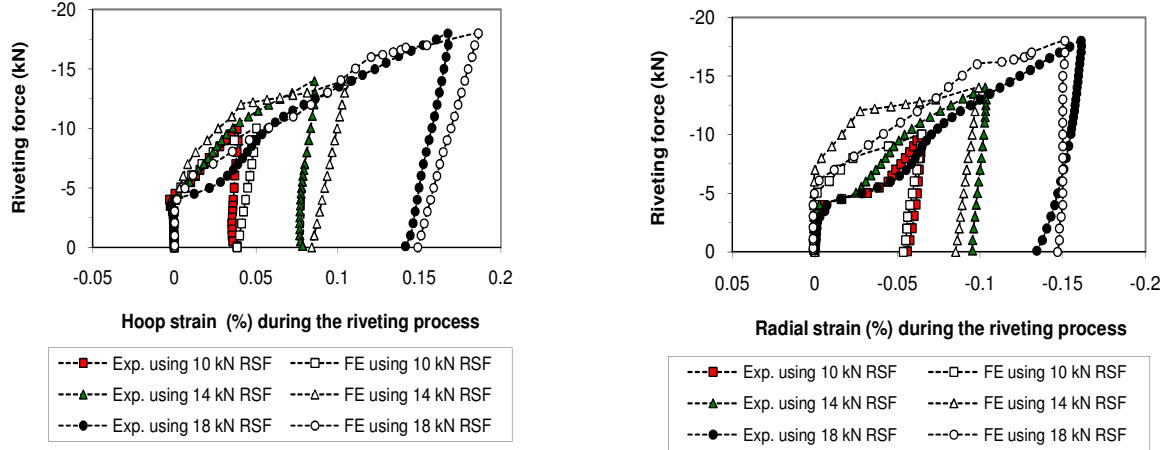 -20
-15
-10
-5
0
Riveting force (kN)
-0.05 0 0.05 0.1 0.15 0.2
Hoop strain (%) during the riveting process
Exp. using 10 kN RSF FE using 10 kN RSF
Exp. using 14 kN RSF FE using 14 kN RSF
Exp. using 18 kN RSF FE using 18 kN RSF
-20
-15
-10
-5
0
Riveting force (kN)
0.05 0 -0.05 -0.1 -0.15 -0.2
Radial strain (%) during the riveting process
Exp. using 10 kN RSF FE using 10 kN RSF
Exp. using 14 kN RSF FE using 14 kN RSF
Exp. using 18 kN RSF FE using 18 kN RSF